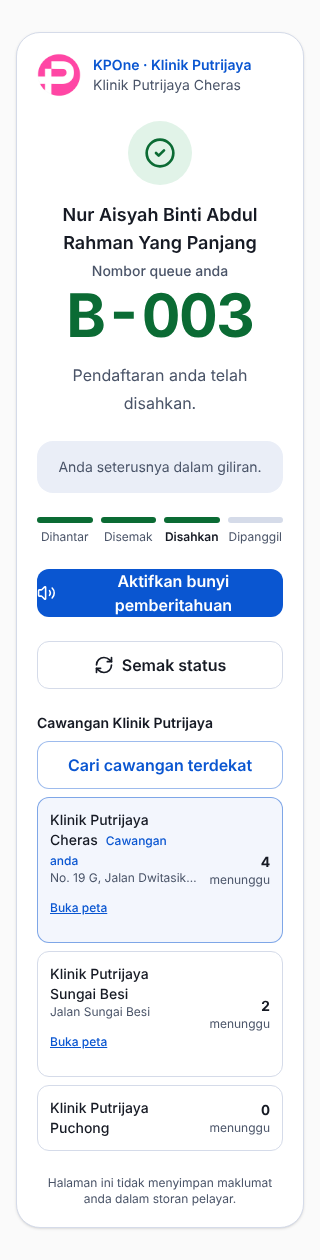 KPOne · Klinik Putrijaya
Klinik Putrijaya Cheras
Nur Aisyah Binti Abdul
Rahman Yang Panjang
Nombor queue anda
B-003
Pendaftaran anda telah
disahkan.
Anda seterusnya dalam giliran.
Dihantar Disemak Disahkan Dipanggil
Aktifkan bunyi
pemberitahuan
Semak status
Cawangan Klinik Putrijaya
Cari cawangan terdekat
Klinik Putrijaya
Cheras Cawangan
anda
No. 19 G, Jalan Dwitasik...
4
menunggu
Buka peta
Klinik Putrijaya
Sungai Besi
Jalan Sungai Besi
2
menunggu
Buka peta
Klinik Putrijaya
Puchong
0
menunggu
Halaman ini tidak menyimpan maklumat
anda dalam storan pelayar.